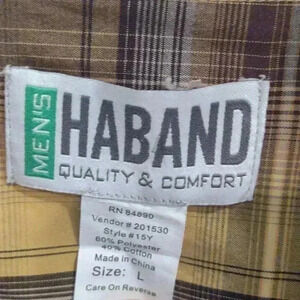 MEN'S
HABAND
QUALITY & COMFORT
RN 84890
Vendor # 201530
Style #15Y
60% Polyester
40% Cotton
Made in China
Size: L
Care On Reverse